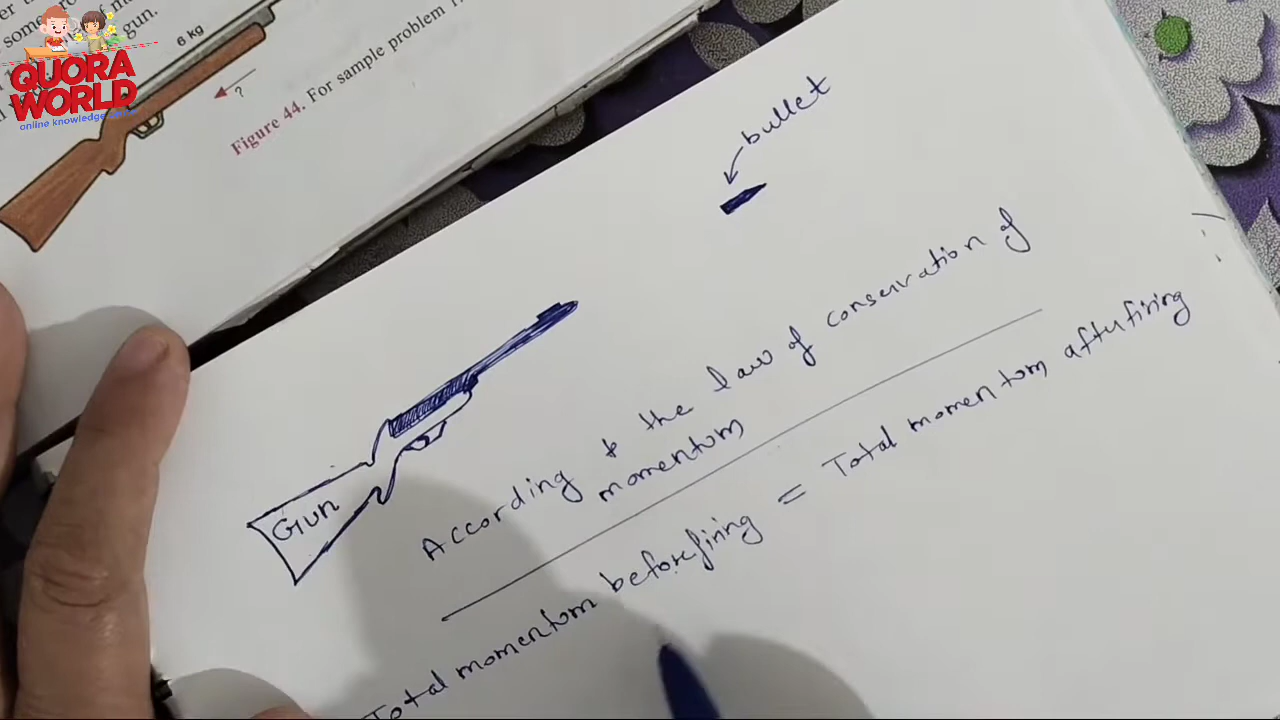 some
gun.
6 kg
?
Figure 44. For sample problem
QUORA
WORLD
online knowledge
bullet
Gun
According to the law of conservation of
momentum
Total momentum before firing = Total momentum after firing